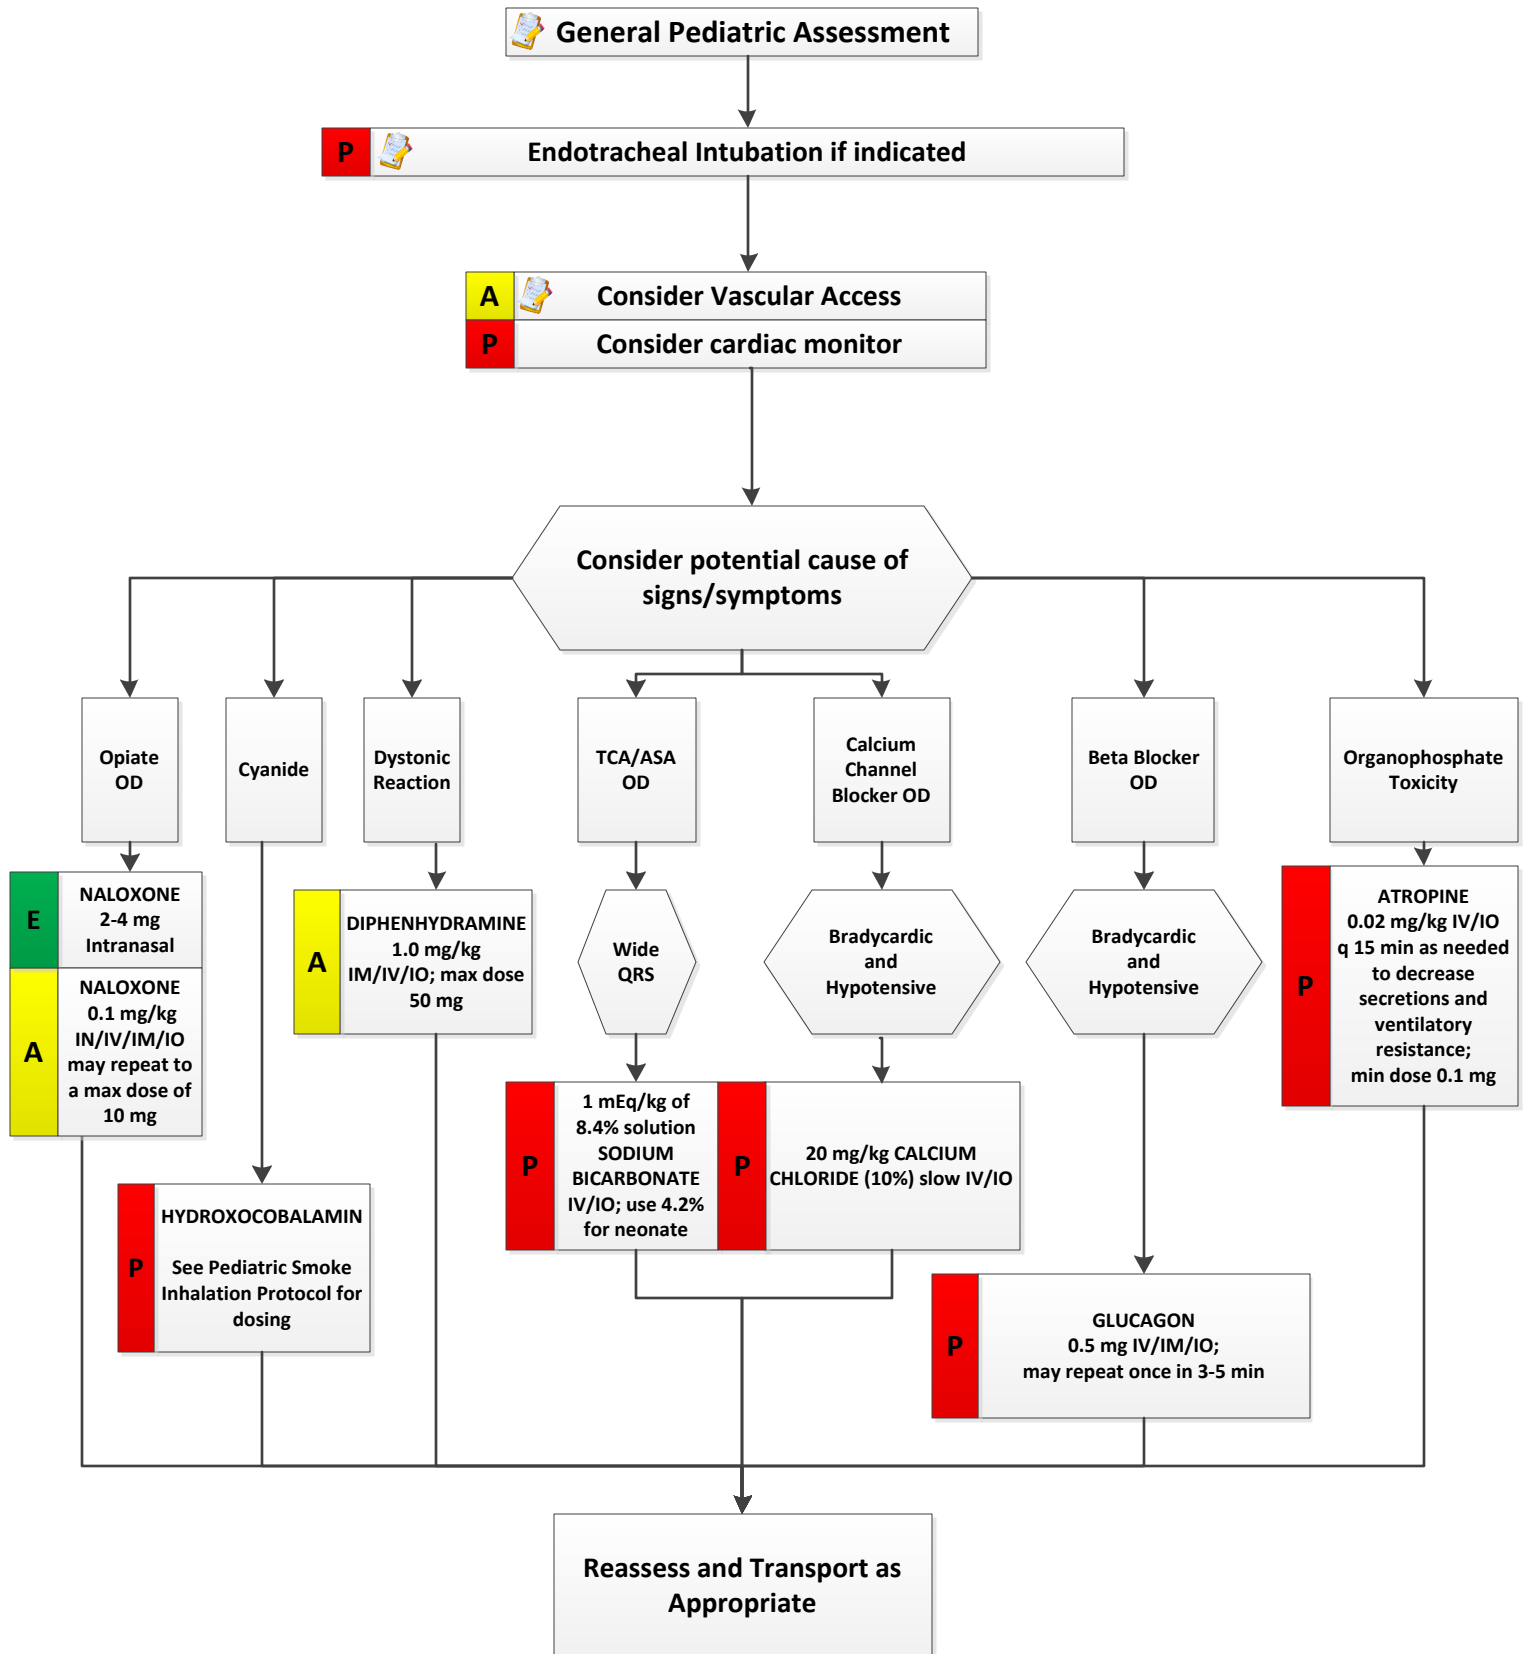 General Pediatric Assessment
P
Endotracheal Intubation if indicated
A
Consider Vascular Access
P
Consider cardiac monitor
Consider potential cause of
signs/symptoms
Opiate
OD
Cyanide
Dystonic
Reaction
TCA/ASA
OD
Calcium
Channel
Blocker OD
Beta Blocker
OD
Organophosphate
Toxicity
E
NALOXONE
2-4 mg
Intranasal
A
NALOXONE
0.1 mg/kg
IN/IV/IM/IO
may repeat to
a max dose of
10 mg
P
HYDROXOCOBALAMIN
See Pediatric Smoke
Inhalation Protocol for
dosing
A
DIPHENHYDRAMINE
1.0 mg/kg
IM/IV/IO; max dose
50 mg
Wide
QRS
P
1 mEq/kg of
8.4% solution
SODIUM
BICARBONATE
IV/IO; use 4.2%
for neonate
Bradycardic
and
Hypotensive
P
20 mg/kg CALCIUM
CHLORIDE (10%) slow IV/IO
Bradycardic
and
Hypotensive
P
GLUCAGON
0.5 mg IV/IM/IO;
may repeat once in 3-5 min
P
ATROPINE
0.02 mg/kg IV/IO
q 15 min as needed
to decrease
secretions and
ventilatory
resistance;
min dose 0.1 mg
Reassess and Transport as
Appropriate